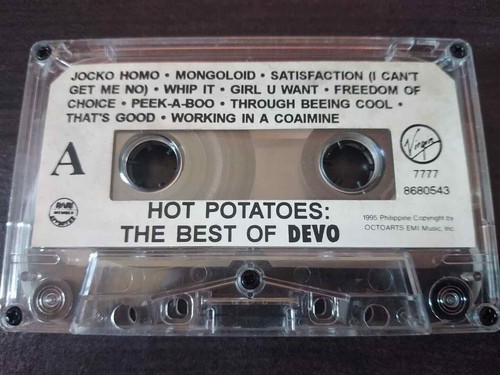 JOCKO HOMO • MONGOLOID • SATISFACTION (I CAN'T
GET ME NO) • WHIP IT • GIRL U WANT • FREEDOM OF
CHOICE • PEEK-A-BOO • THROUGH BEEING COOL •
THAT'S GOOD • WORKING IN A COAIMINE
A
Virgin
7777
8680543
HOT POTATOES:
THE BEST OF DEVO
1995 Philippine Copyright by
OCTOARTS EMI Music, Inc.